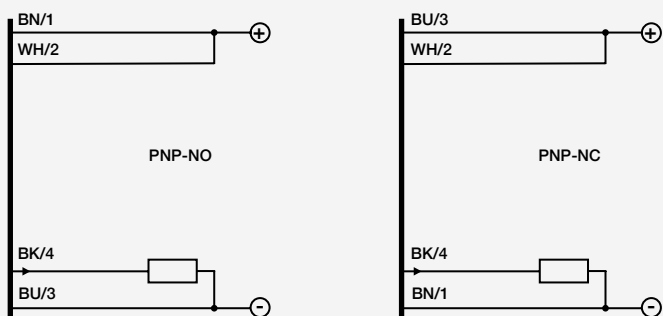 BN/1
WH/2
PNP-NO
BK/4
BU/3
BU/3
WH/2
PNP-NC
BK/4
BN/1